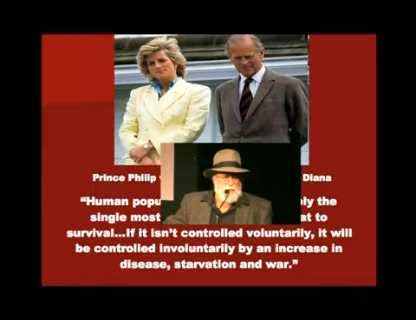 Prince Philip Diana
“Human popu ly the
single most at to
survival...If it isn’t controlled voluntarily, it will
be controlled involuntarily by an increase in
disease, starvation and war.”